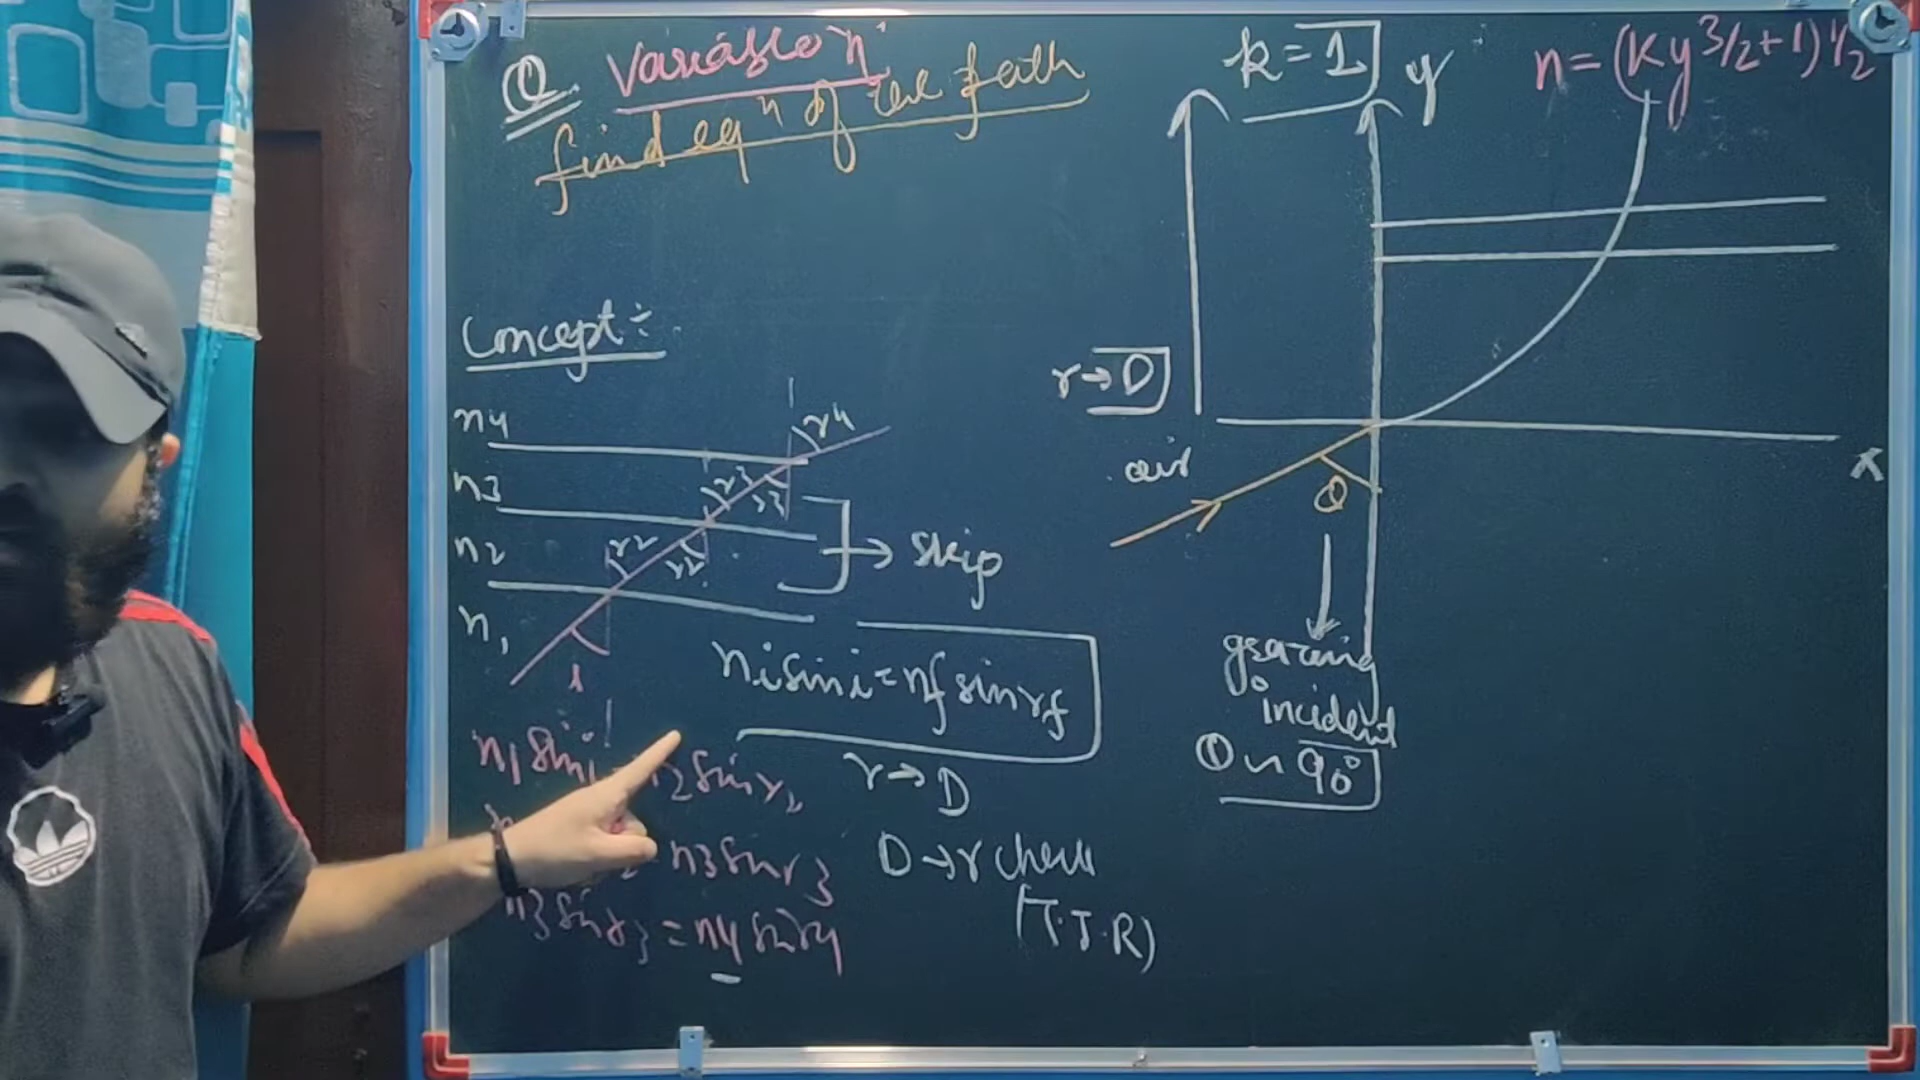 Q. Variable n
find eqn of the path
k = 1
y
n = (Ky^3/2 + 1)^1/2
Concept :-
n4
n3
n2
n1
r4
r3
r3
r2
r2
i
→ skip
ni sin i = nf sin rf
n1 sin i 2 sin r2
n3 sin r3
n3 sin r3 = n4 sin r4
r → D
D → r check
(T.I.R)
r → D
air
θ
x
grazing
incident
θ ~ 90°